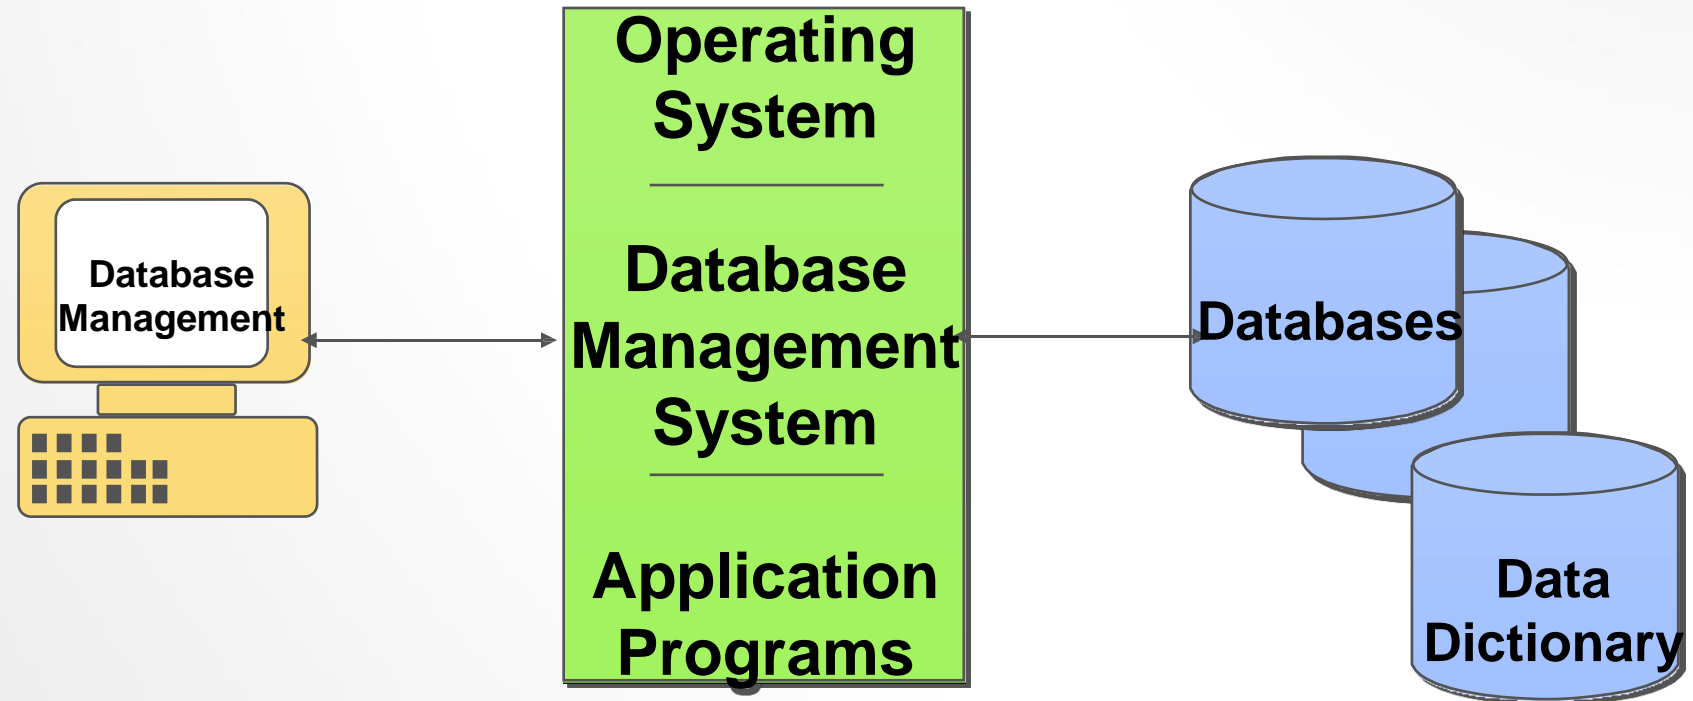 Database
Management
Operating
System
Database
Management
System
Application
Programs
Databases
Data
Dictionary